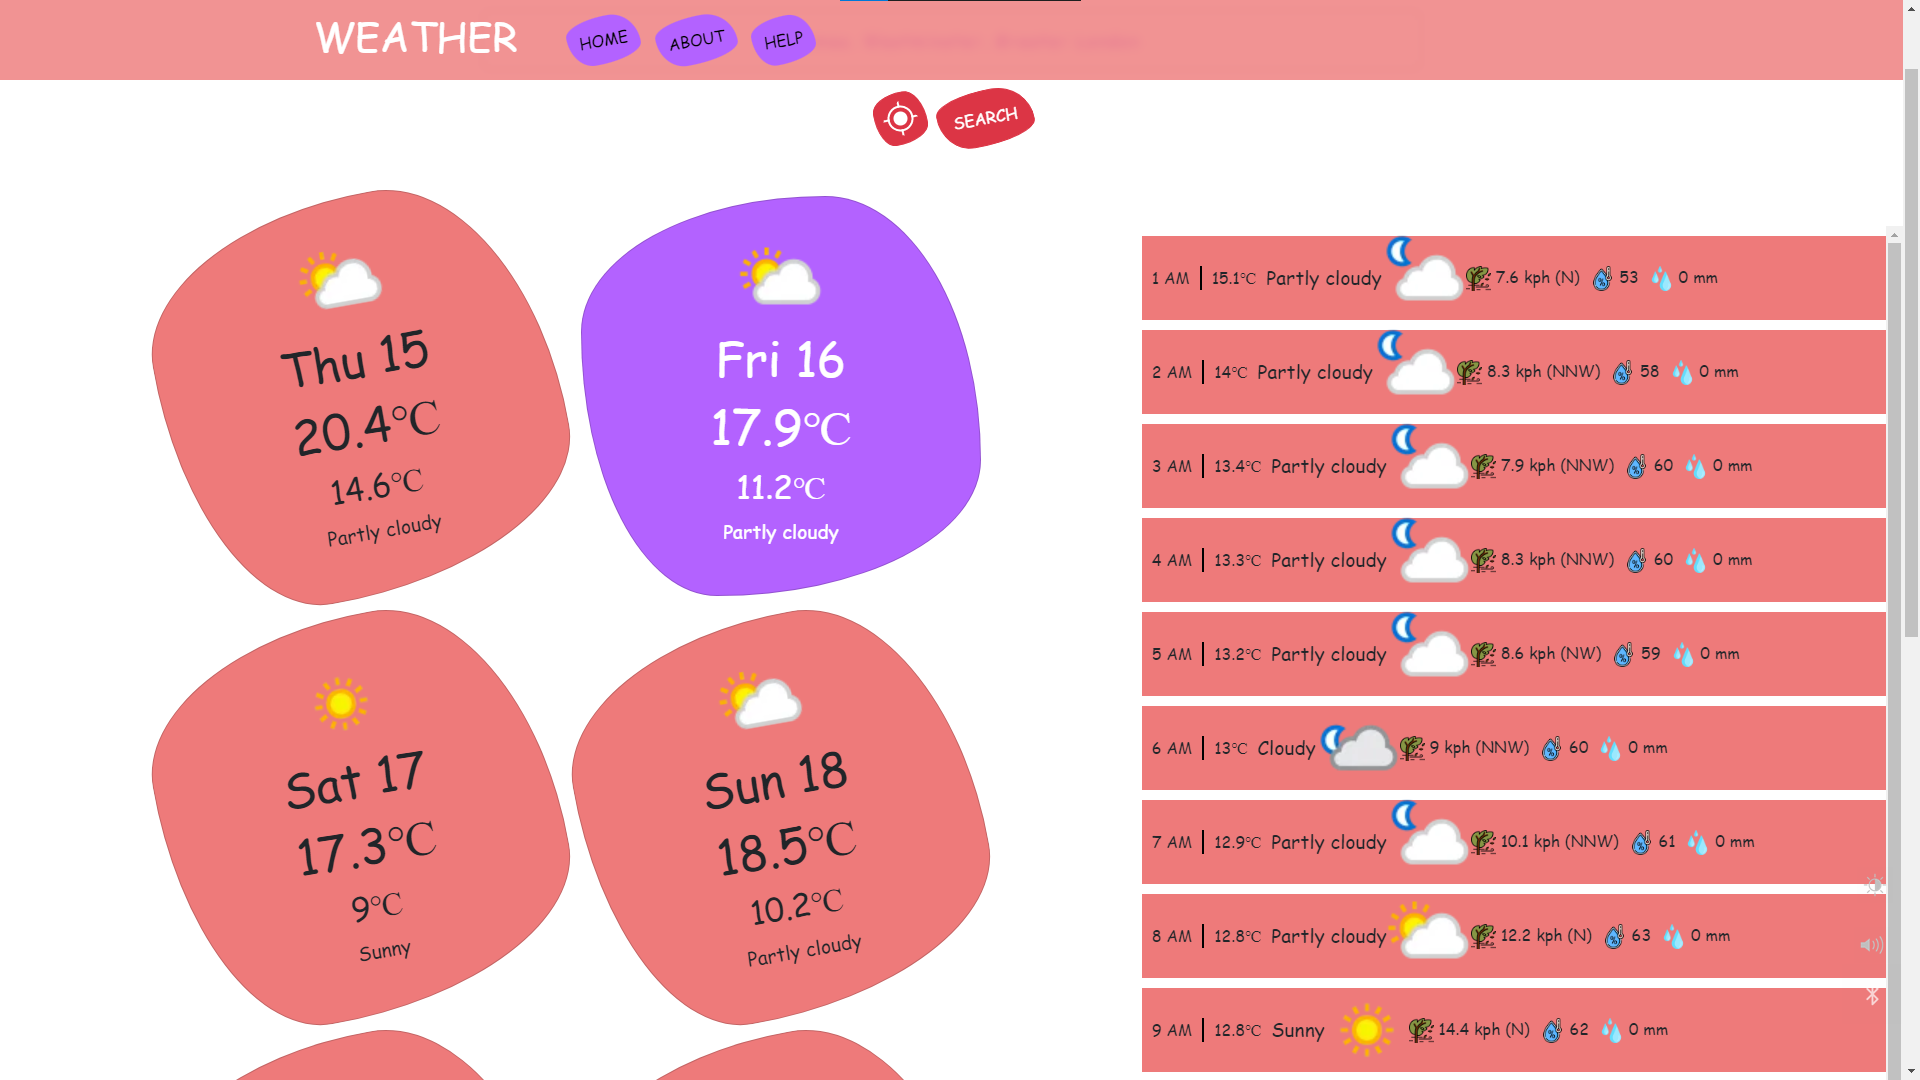 WEATHER HOME ABOUT HELP
SEARCH
Thu 15
20.4°C
14.6°C
Partly cloudy
Fri 16
17.9°C
11.2°C
Partly cloudy
Sat 17
17.3°C
9°C
Sunny
Sun 18
18.5°C
10.2°C
Partly cloudy
1 AM 15.1°C Partly cloudy 7.6 kph (N) 53 0 mm
2 AM 14°C Partly cloudy 8.3 kph (NNW) 58 0 mm
3 AM 13.4°C Partly cloudy 7.9 kph (NNW) 60 0 mm
4 AM 13.3°C Partly cloudy 8.3 kph (NNW) 60 0 mm
5 AM 13.2°C Partly cloudy 8.6 kph (NW) 59 0 mm
6 AM 13°C Cloudy 9 kph (NNW) 60 0 mm
7 AM 12.9°C Partly cloudy 10.1 kph (NNW) 61 0 mm
8 AM 12.8°C Partly cloudy 12.2 kph (N) 63 0 mm
9 AM 12.8°C Sunny 14.4 kph (N) 62 0 mm